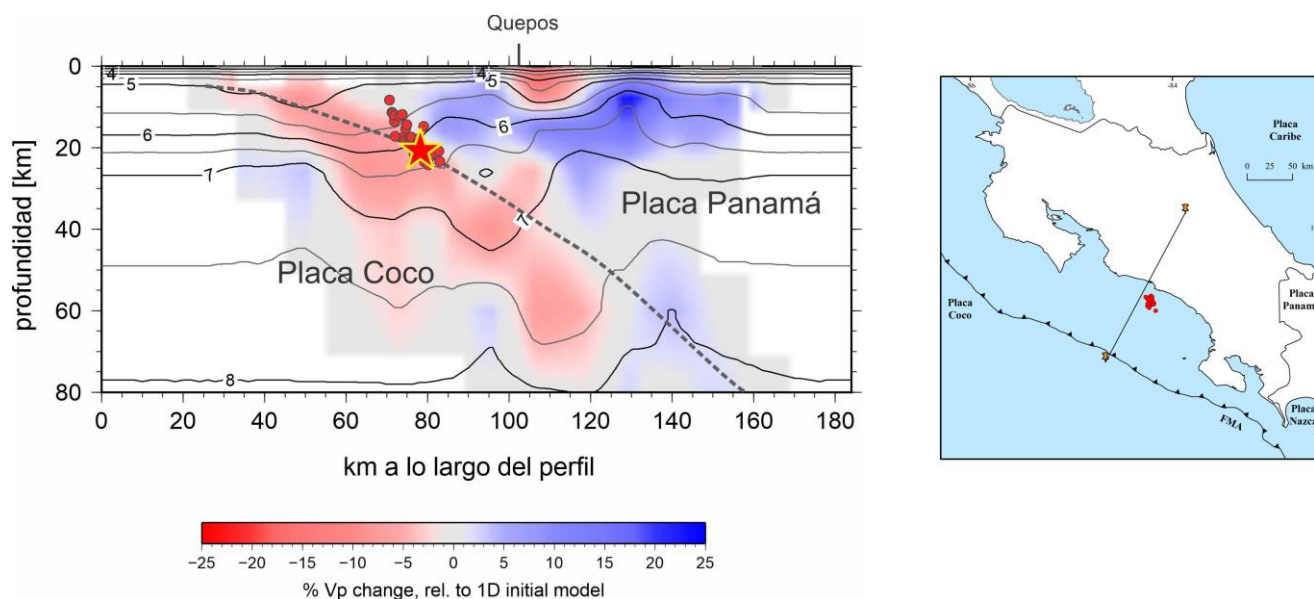 Quepos
0
20
40
60
80
profundidad [km]
4
5
6
7
8
4
5
6
7
Placa Coco
Placa Panamá
0 20 40 60 80 100 120 140 160 180
km a lo largo del perfil
−25 −20 −15 −10 −5 0 5 10 15 20 25
% Vp change, rel. to 1D initial model
86
84
Placa
Caribe
0 25 50 km
1
Placa
Coco
Placa
Panam
FMA
Placa
Nazca